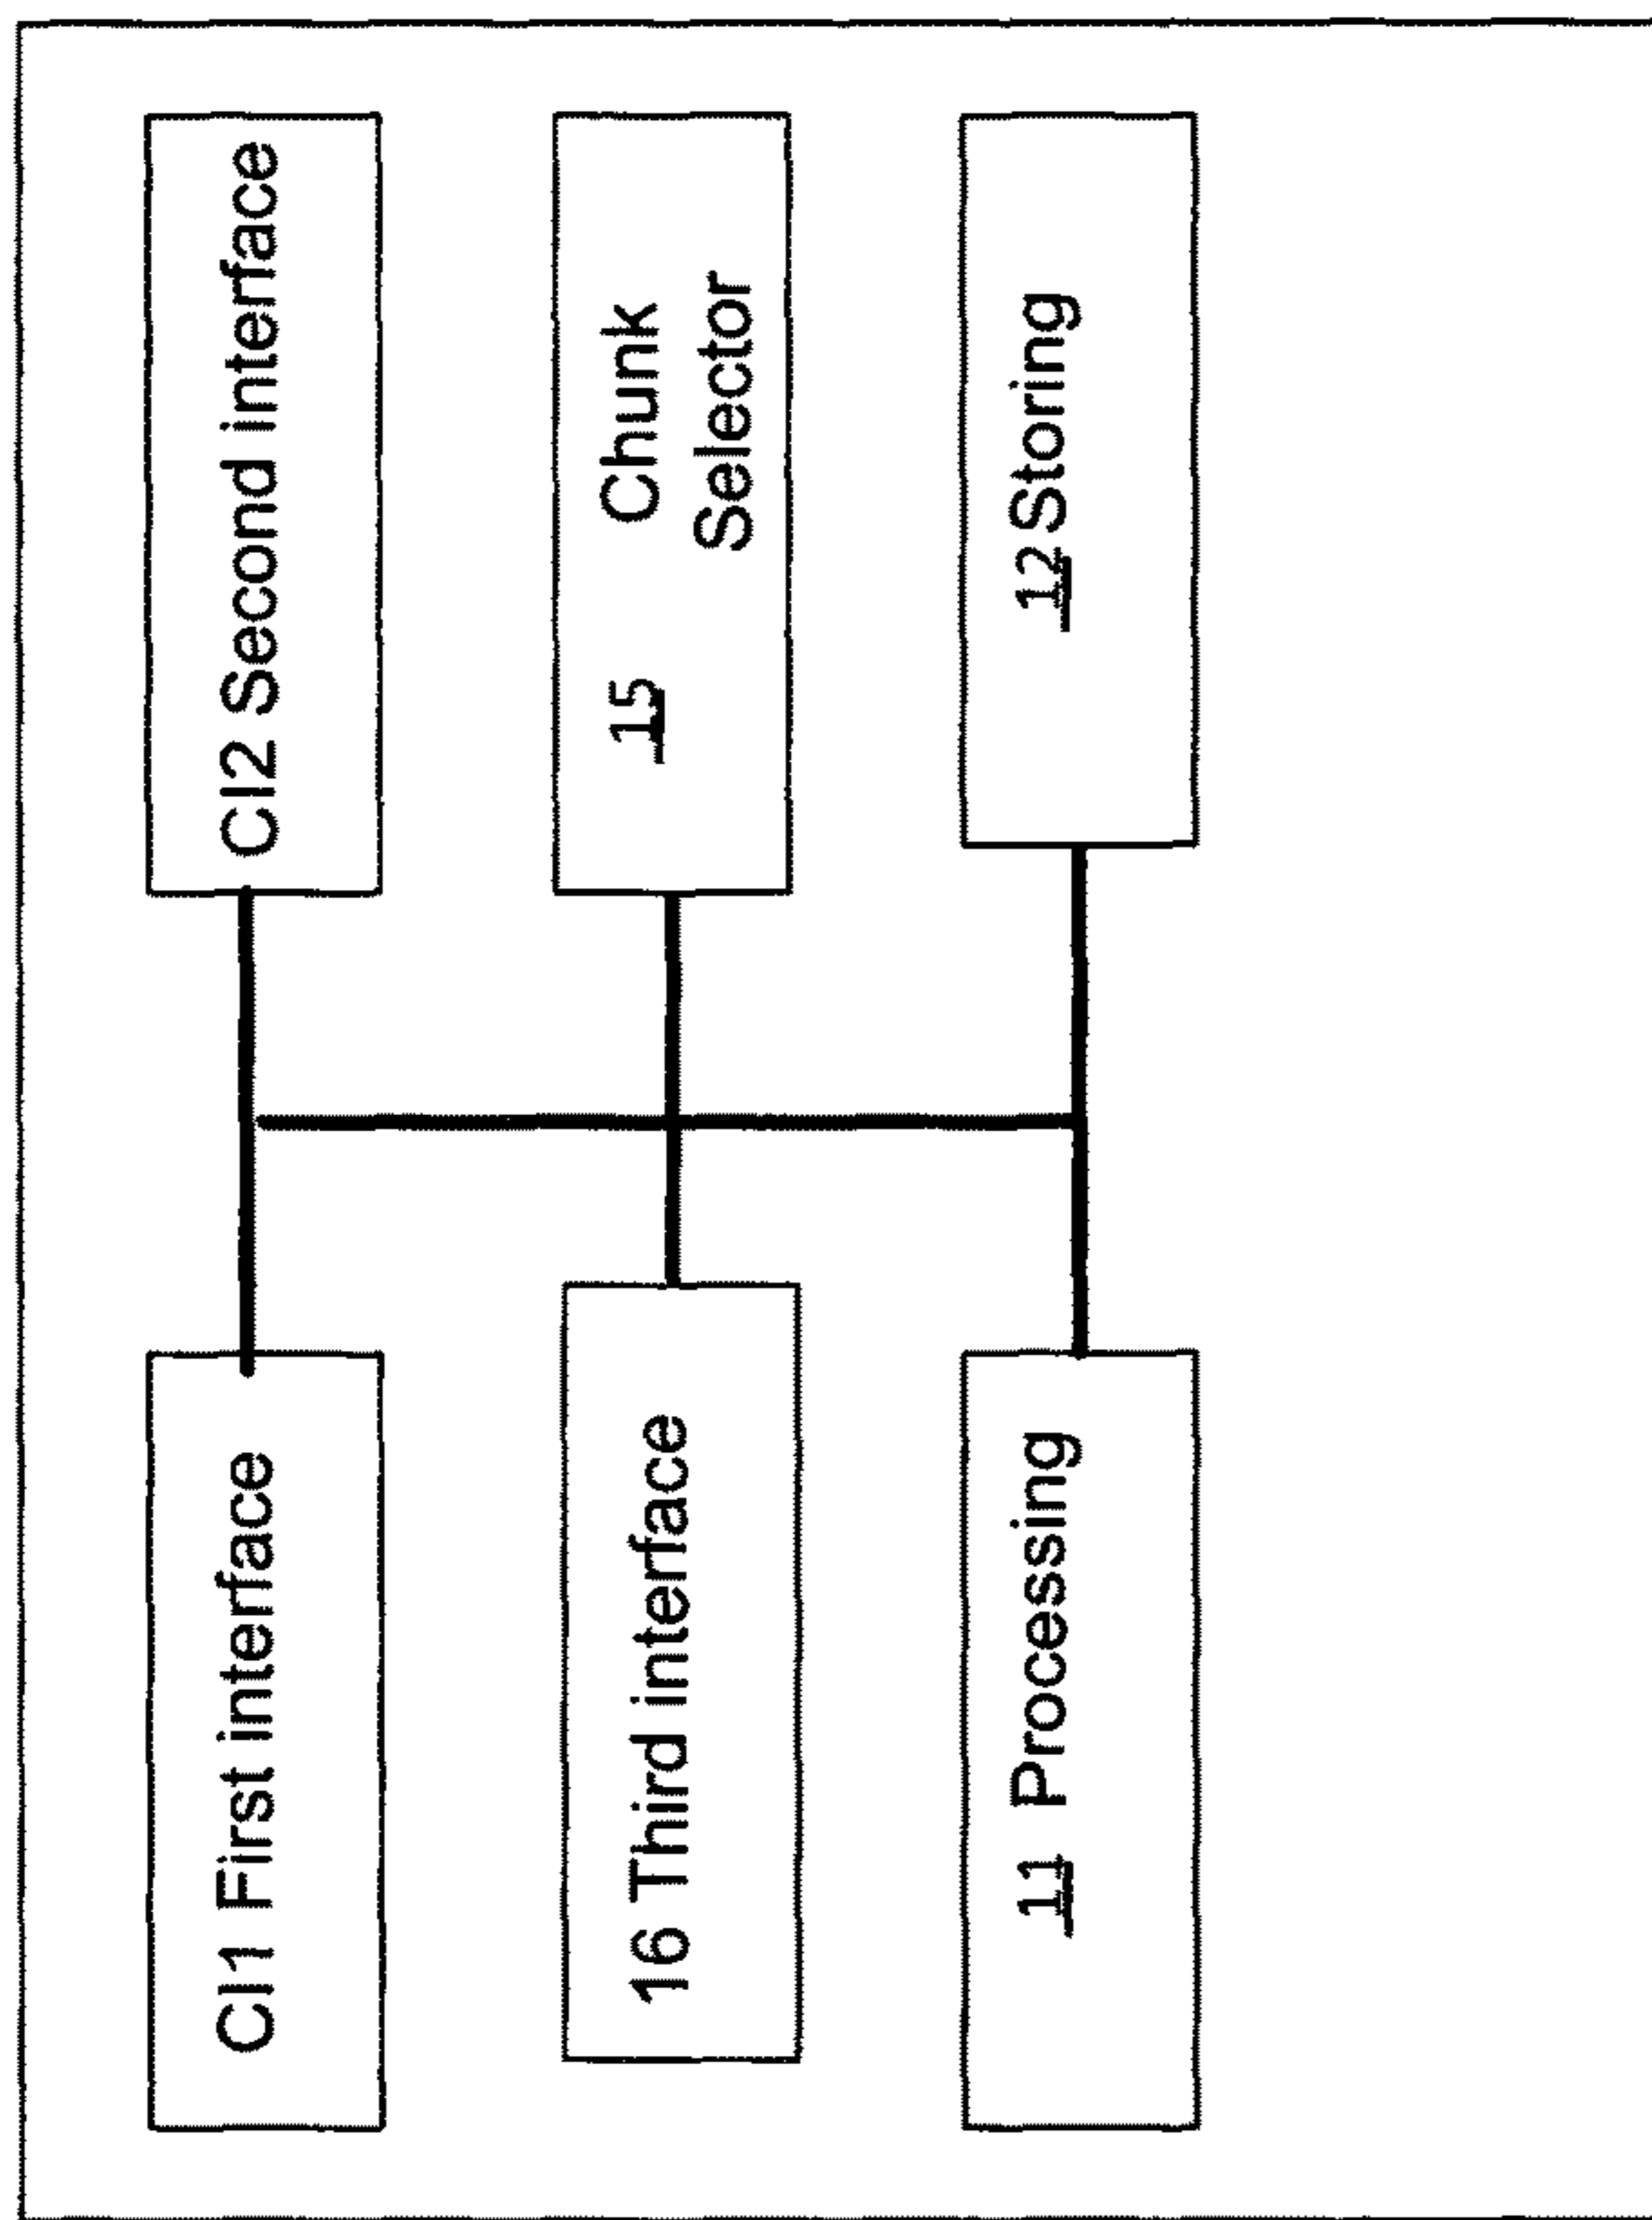 CI1 First interface
CI2 Second interface
16 Third interface
15 Chunk
Selector
11 Processing
12 Storing